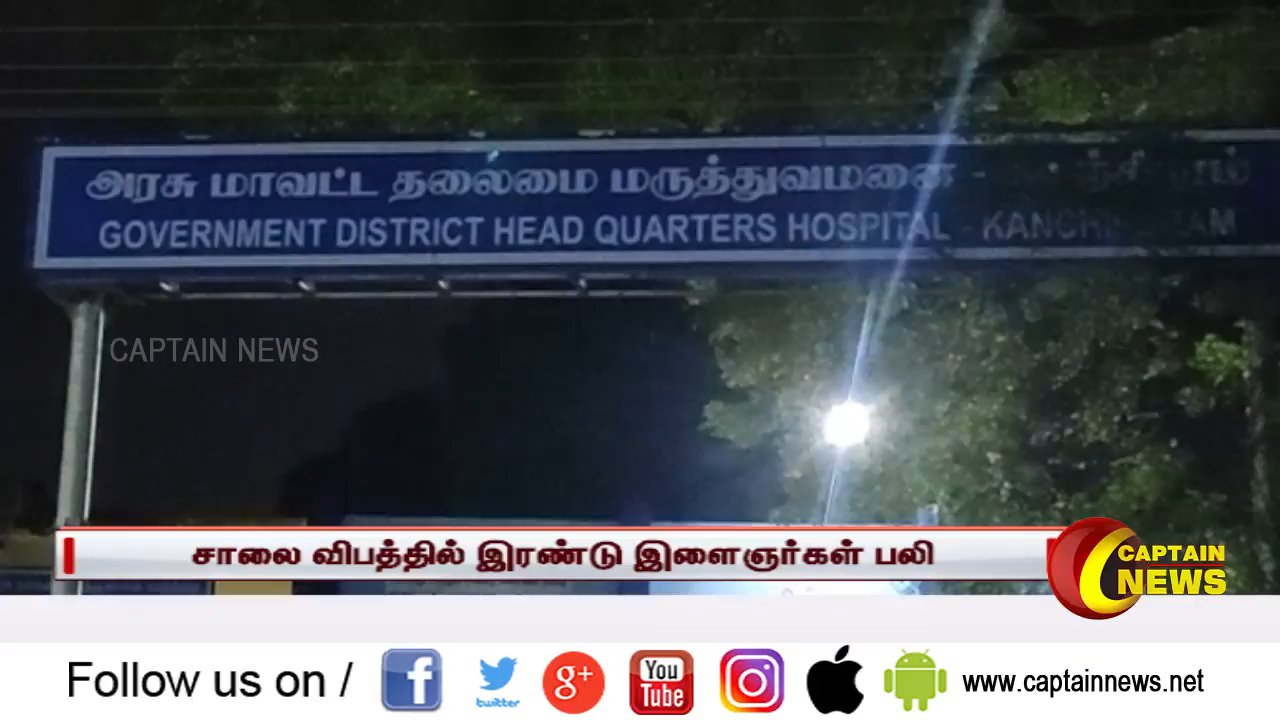 அரசு மாவட்ட தலைமை மருத்துவமனை -
GOVERNMENT DISTRICT HEAD QUARTERS HOSPITAL -
CAPTAIN NEWS
சாலை விபத்தில் இரண்டு இளைஞர்கள் பலி
CAPTAIN
NEWS
Follow us on /
f
twitter
g+
You
Tube
www.captainnews.net